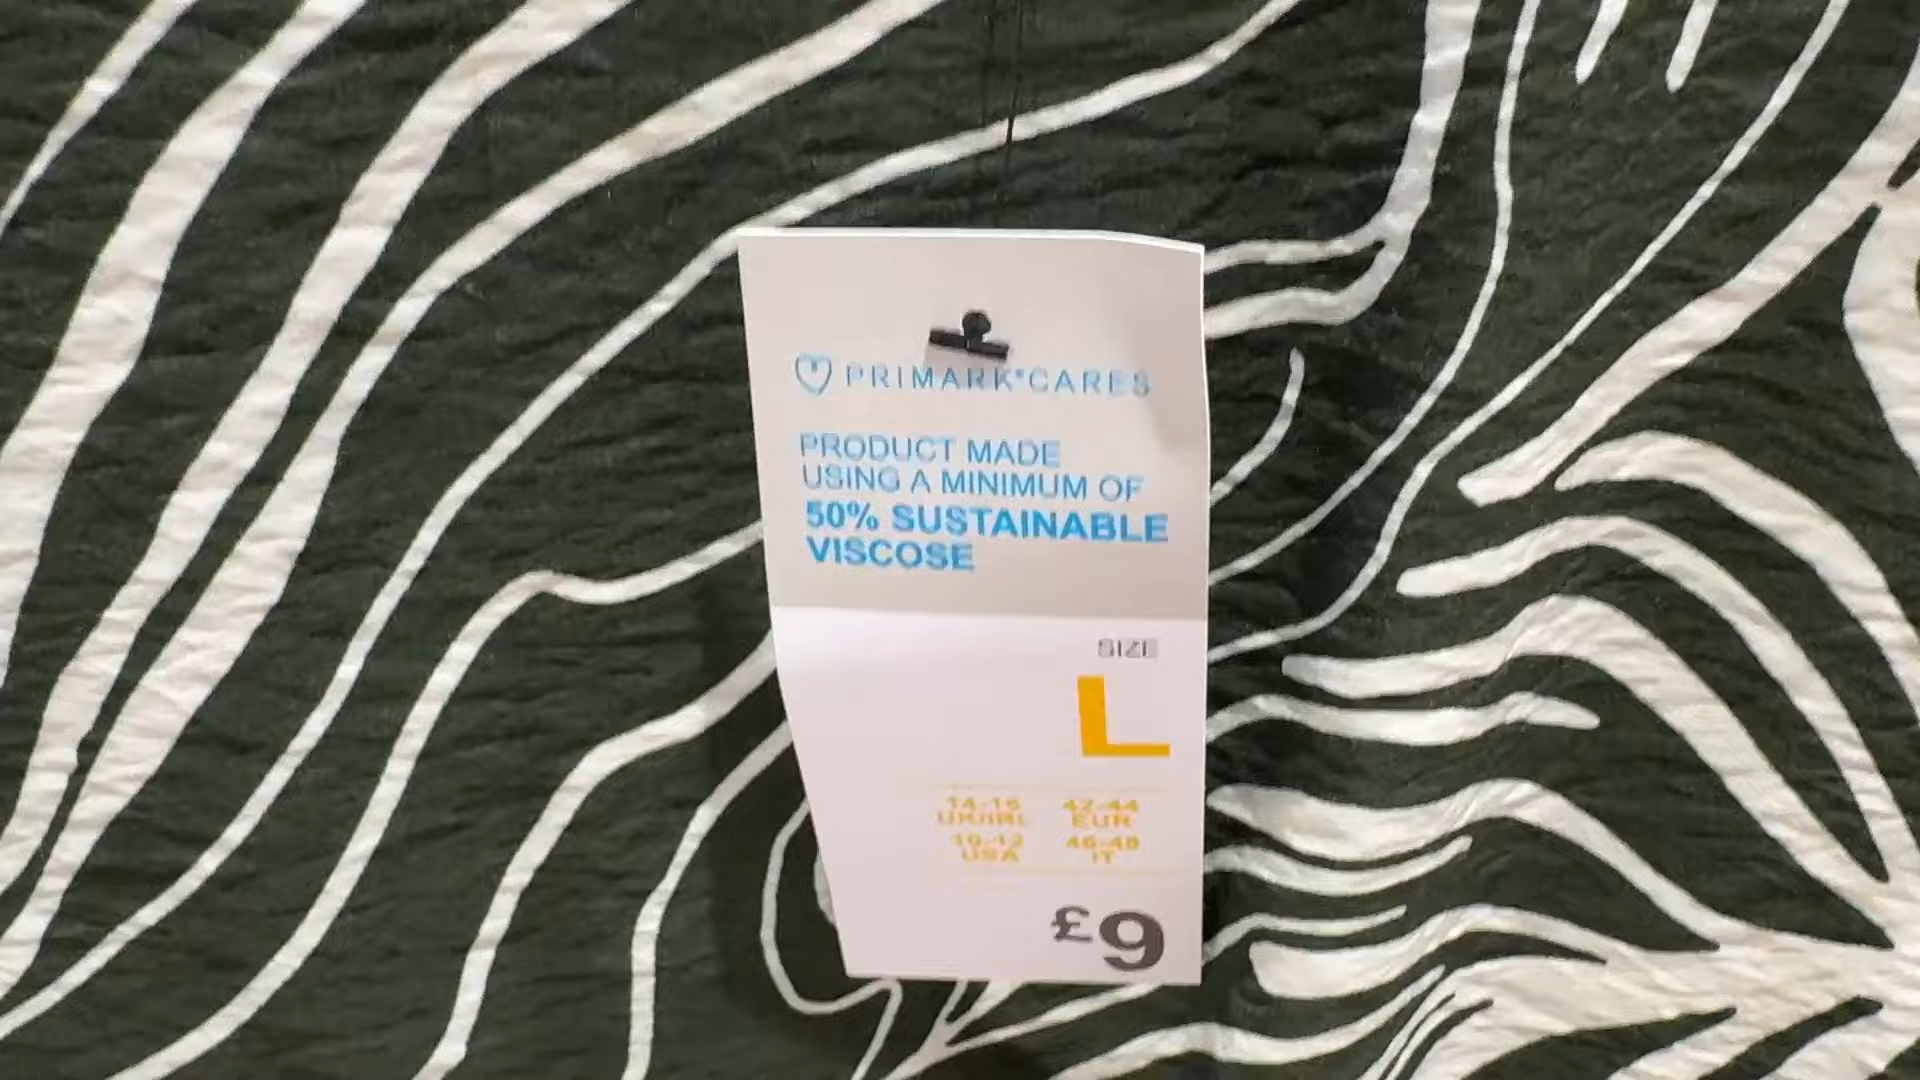 PRIMARK®CARES
PRODUCT MADE
USING A MINIMUM OF
50% SUSTAINABLE
VISCOSE
SIZE
L
14-16 42-44
UK/IRL EUR
10-12 46-48
USA IT
£9